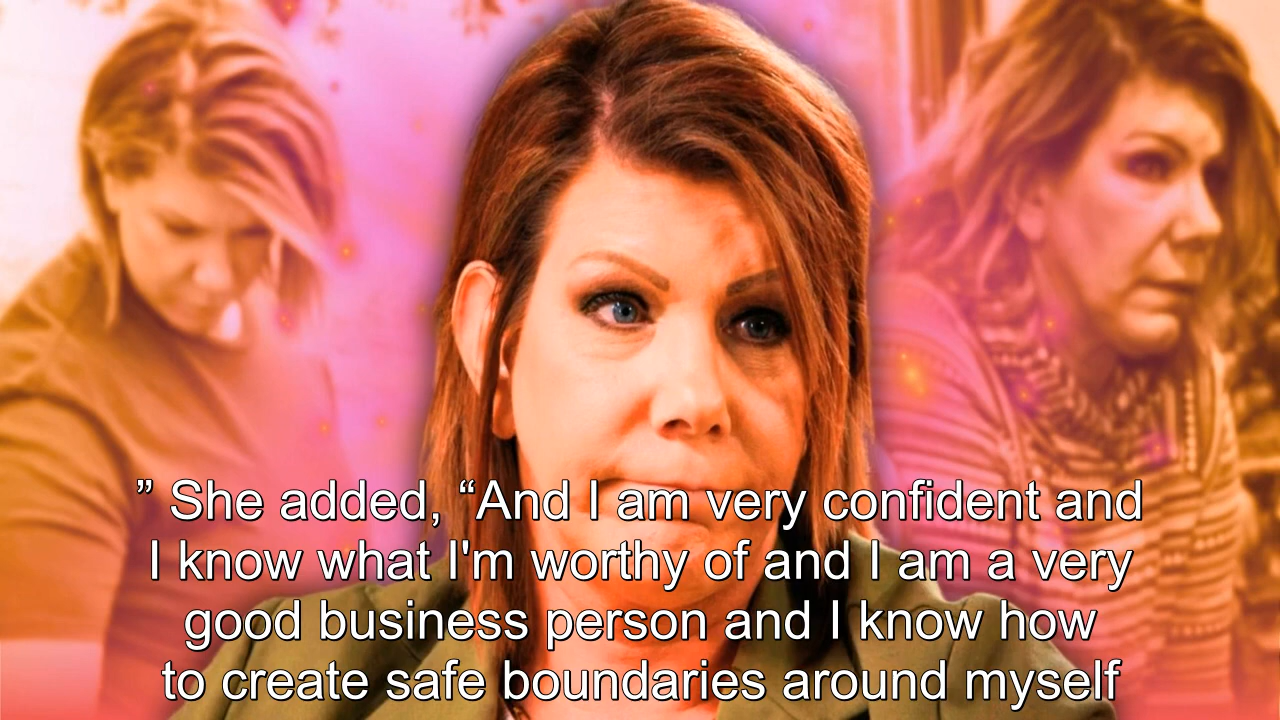 ” She added, “And I am very confident and
I know what I'm worthy of and I am a very
good business person and I know how
to create safe boundaries around myself